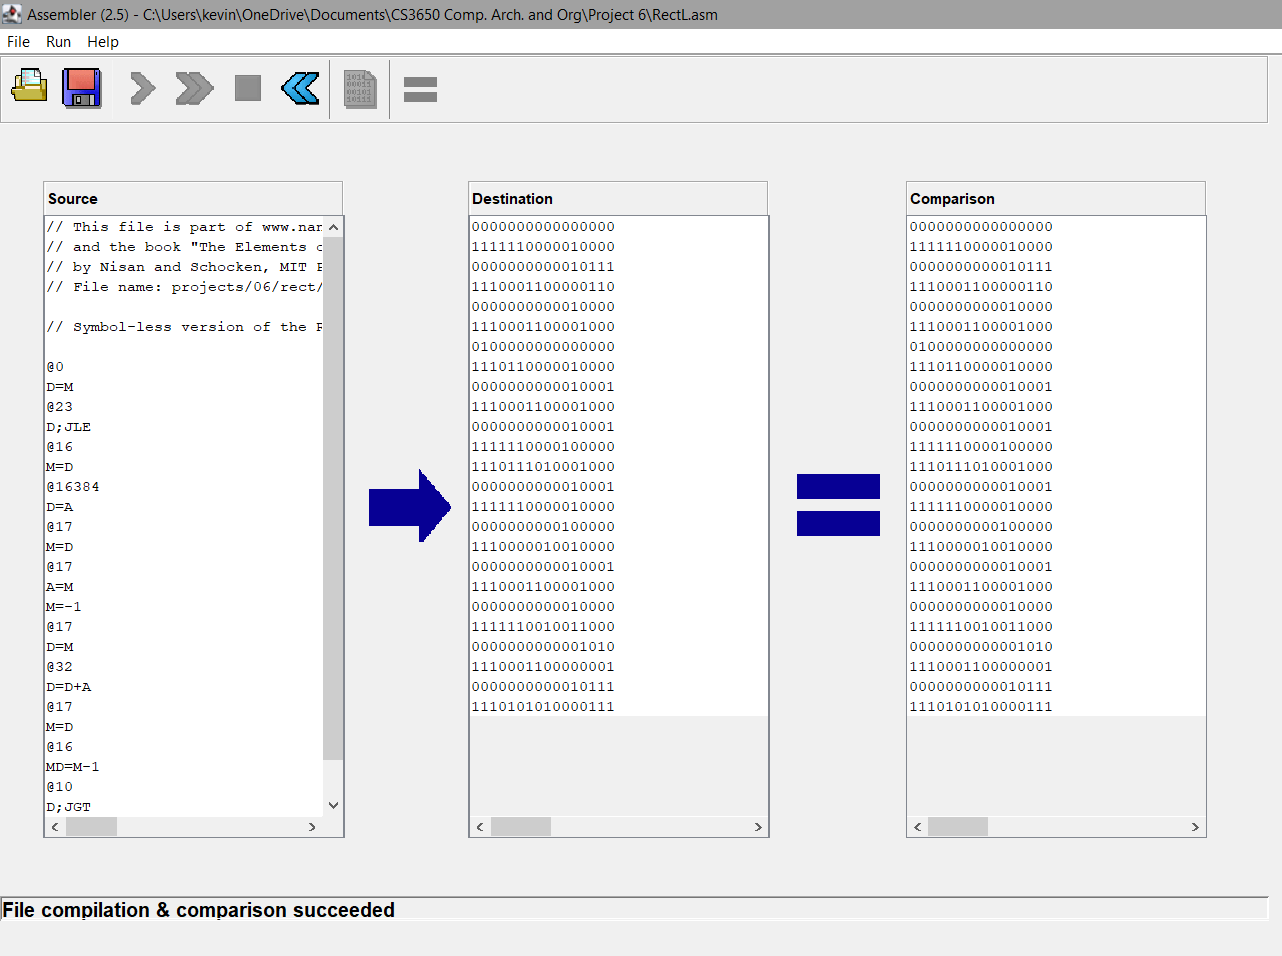 Assembler (2.5) - C:\Users\kevin\OneDrive\Documents\CS3650 Comp. Arch. and Org\Project 6\RectL.asm
File Run Help
Source
// This file is part of www.nan
// and the book "The Elements o
// by Nisan and Schocken, MIT P
// File name: projects/06/rect/
// Symbol-less version of the R
@0
D=M
@23
D;JLE
@16
M=D
@16384
D=A
@17
M=D
@17
A=M
M=-1
@17
D=M
@32
D=D+A
@17
M=D
@16
MD=M-1
@10
D;JGT
Destination
0000000000000000
1111110000010000
0000000000010111
1110001100000110
0000000000010000
1110001100001000
0100000000000000
1110110000010000
0000000000010001
1110001100001000
0000000000010001
1111110000100000
1110111010001000
0000000000010001
1111110000010000
0000000000100000
1110000010010000
0000000000010001
1110001100001000
0000000000010000
1111110010011000
0000000000001010
1110001100000001
0000000000010111
1110101010000111
Comparison
0000000000000000
1111110000010000
0000000000010111
1110001100000110
0000000000010000
1110001100001000
0100000000000000
1110110000010000
0000000000010001
1110001100001000
0000000000010001
1111110000100000
1110111010001000
0000000000010001
1111110000010000
0000000000100000
1110000010010000
0000000000010001
1110001100001000
0000000000010000
1111110010011000
0000000000001010
1110001100000001
0000000000010111
1110101010000111
File compilation & comparison succeeded